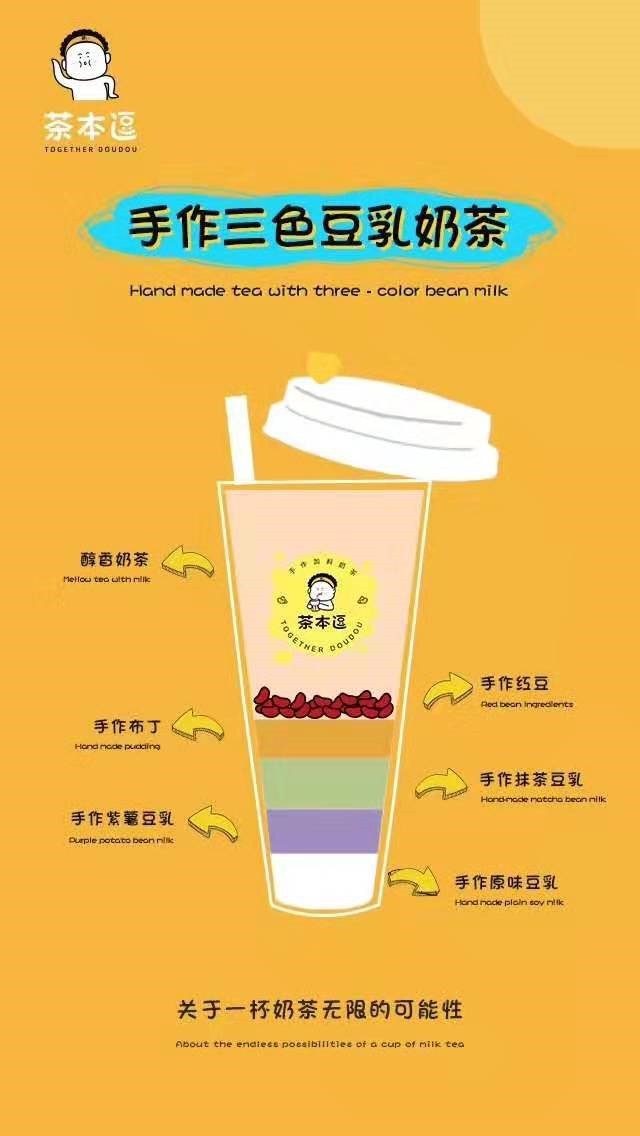 茶本逗
TOGETHER DOUDOU
手作三色豆乳奶茶
Hand made tea with three - color bean milk
醇香奶茶
Mellow tea with milk
手作加料奶茶
茶本逗
TOGETHER DOUDOU
手作红豆
Red bean ingredients
手作布丁
Hand made pudding
手作抹茶豆乳
Hand-made matcha bean milk
手作紫薯豆乳
Purple potato bean milk
手作原味豆乳
Hand made plain soy milk
关于一杯奶茶无限的可能性
About the endless possibilities of a cup of milk tea